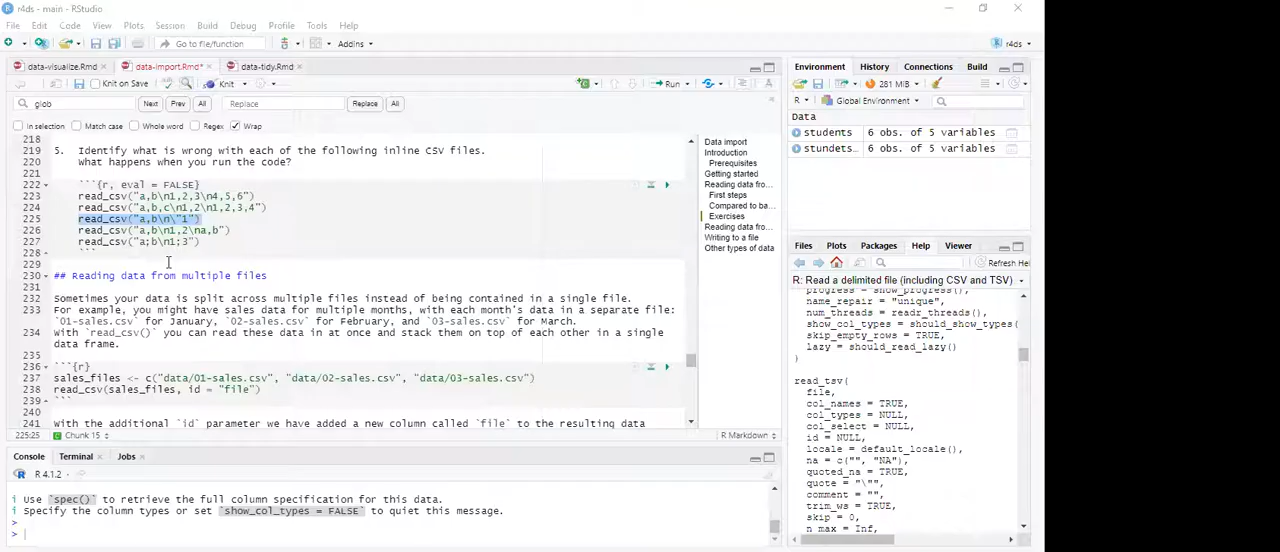 r4ds - main - RStudio
File Edit Code View Plots Session Build Debug Profile Tools Help
Go to file/function Addins r4ds
data-visualize.Rmd data-import.Rmd* data-tidy.Rmd
Knit on Save Knit Run
glob Next Prev All Replace Replace All
In selection Match case Whole word Regex Wrap
218
219 5. Identify what is wrong with each of the following inline CSV files.
220 What happens when you run the code?
221
222 ```{r, eval = FALSE}
223 read_csv("a,b\n1,2,3\n4,5,6")
224 read_csv("a,b,c\n1,2\n1,2,3,4")
225 read_csv("a,b\n\"1")
226 read_csv("a,b\n1,2\na,b")
227 read_csv("a;b\n1;3")
228 ```
229
230 ## Reading data from multiple files
231
232 Sometimes your data is split across multiple files instead of being contained in a single file.
233 For example, you might have sales data for multiple months, with each month's data in a separate file: `01-sales.csv` for January, `02-sales.csv` for February, and `03-sales.csv` for March.
234 With `read_csv()` you can read these data in at once and stack them on top of each other in a single data frame.
235
236 ```{r}
237 sales_files <- c("data/01-sales.csv", "data/02-sales.csv", "data/03-sales.csv")
238 read_csv(sales_files, id = "file")
239 ```
240
241 With the additional `id` parameter we have added a new column called `file` to the resulting data
225:25 Chunk 15 R Markdown
Data import
Introduction
Prerequisites
Getting started
Reading data fro...
First steps
Compared to ba...
Exercises
Reading data fro...
Writing to a file
Other types of data
Console Terminal Jobs
R 4.1.2 · ~/
i Use `spec()` to retrieve the full column specification for this data.
i Specify the column types or set `show_col_types = FALSE` to quiet this message.
>
>
Environment History Connections Build
281 MiB
R Global Environment
Data
students 6 obs. of 5 variables
stundets… 6 obs. of 5 variables
Files Plots Packages Help Viewer
Refresh Help
R: Read a delimited file (including CSV and TSV)
progress = show_progress(),
name_repair = "unique",
num_threads = readr_threads(),
show_col_types = should_show_types(
skip_empty_rows = TRUE,
lazy = should_read_lazy()
)
read_tsv(
file,
col_names = TRUE,
col_types = NULL,
col_select = NULL,
id = NULL,
locale = default_locale(),
na = c("", "NA"),
quoted_na = TRUE,
quote = "\"",
comment = "",
trim_ws = TRUE,
skip = 0,
n_max = Inf,